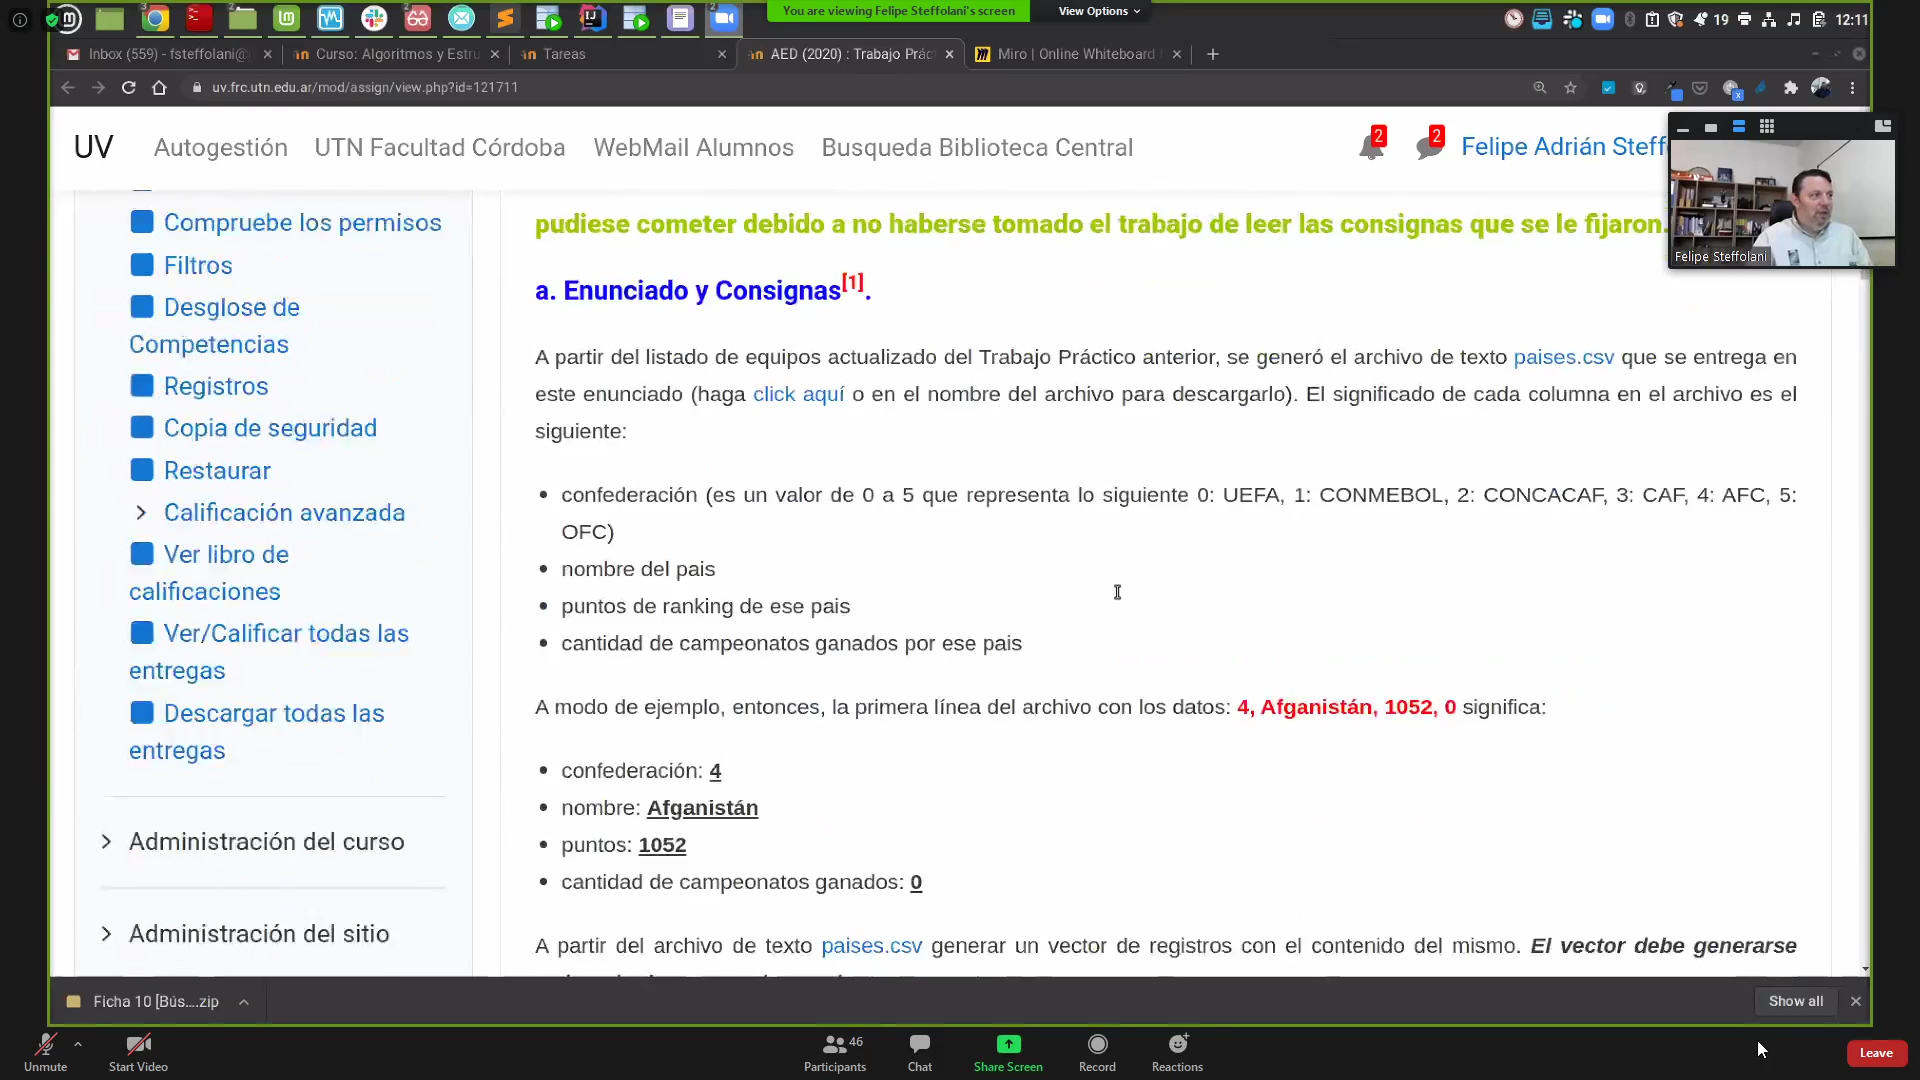 You are viewing Felipe Steffolani's screen
View Options
19
12:11
Inbox (559) - fsteffolani@
Curso: Algoritmos y Estru
Tareas
AED (2020) : Trabajo Prác
Miro | Online Whiteboard
uv.frc.utn.edu.ar/mod/assign/view.php?id=121711
UV
Autogestión
UTN Facultad Córdoba
WebMail Alumnos
Busqueda Biblioteca Central
2
2
Felipe Adrián Steff
Felipe Steffolani
Compruebe los permisos
Filtros
Desglose de
Competencias
Registros
Copia de seguridad
Restaurar
Calificación avanzada
Ver libro de
calificaciones
Ver/Calificar todas las
entregas
Descargar todas las
entregas
Administración del curso
Administración del sitio
pudiese cometer debido a no haberse tomado el trabajo de leer las consignas que se le fijaron.
a. Enunciado y Consignas[1].
A partir del listado de equipos actualizado del Trabajo Práctico anterior, se generó el archivo de texto paises.csv que se entrega en
este enunciado (haga click aquí o en el nombre del archivo para descargarlo). El significado de cada columna en el archivo es el
siguiente:
• confederación (es un valor de 0 a 5 que representa lo siguiente 0: UEFA, 1: CONMEBOL, 2: CONCACAF, 3: CAF, 4: AFC, 5:
OFC)
• nombre del pais
• puntos de ranking de ese pais
• cantidad de campeonatos ganados por ese pais
A modo de ejemplo, entonces, la primera línea del archivo con los datos: 4, Afganistán, 1052, 0 significa:
• confederación: 4
• nombre: Afganistán
• puntos: 1052
• cantidad de campeonatos ganados: 0
A partir del archivo de texto paises.csv generar un vector de registros con el contenido del mismo. El vector debe generarse
Ficha 10 [Bús....zip
Show all
Unmute
Start Video
46
Participants
Chat
Share Screen
Record
Reactions
Leave